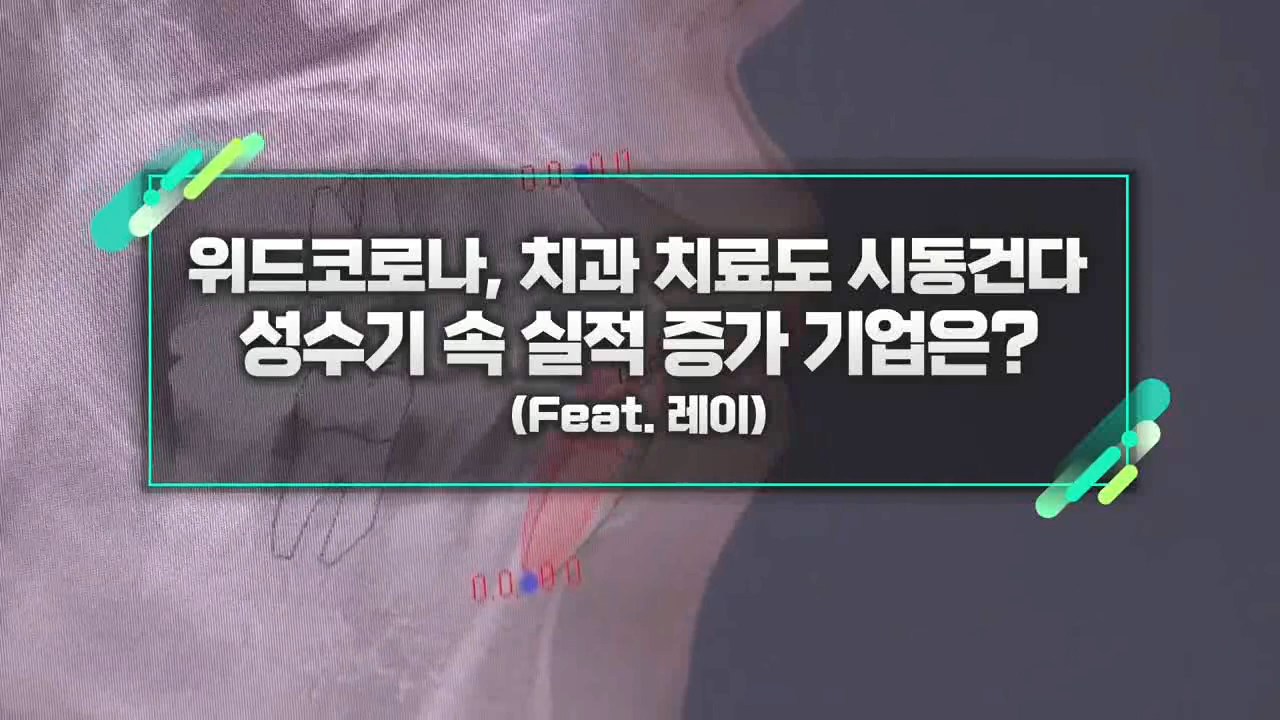 위드코로나, 치과 치료도 시동건다
성수기 속 실적 증가 기업은?
(Feat. 레이)